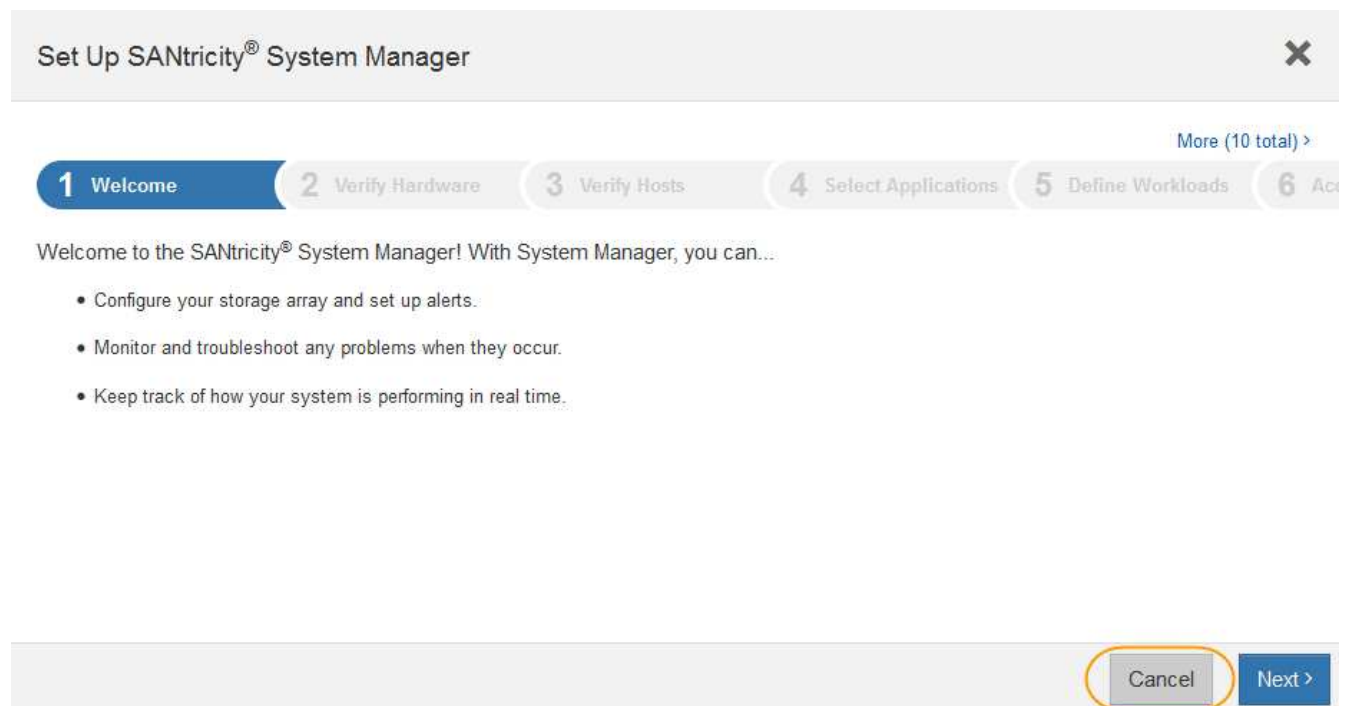 Set Up SANtricity® System Manager
More (10 total) >
1 Welcome 2 Verify Hardware 3 Verify Hosts 4 Select Applications 5 Define Workloads 6 Acc
Welcome to the SANtricity® System Manager! With System Manager, you can...
• Configure your storage array and set up alerts.
• Monitor and troubleshoot any problems when they occur.
• Keep track of how your system is performing in real time.
Cancel Next >